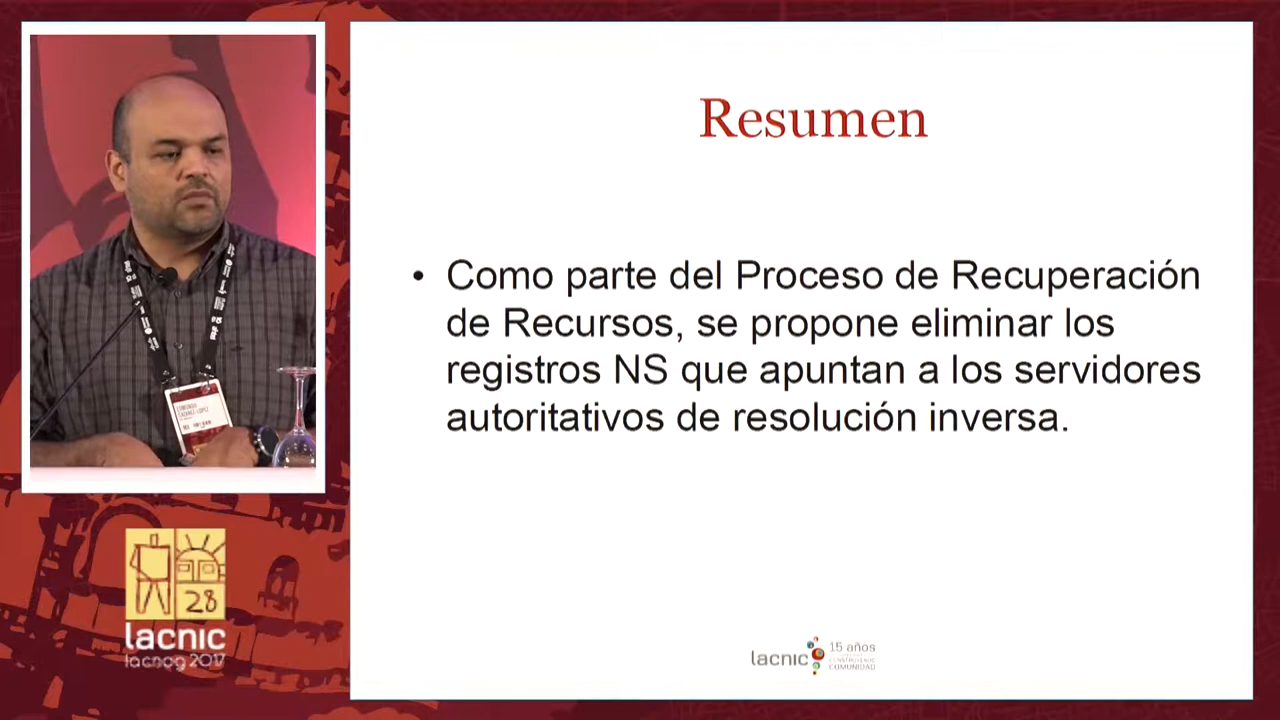 Resumen
• Como parte del Proceso de Recuperación
de Recursos, se propone eliminar los
registros NS que apuntan a los servidores
autoritativos de resolución inversa.
28
lacnic
lacnog 2017
lacnic 15 años
COMUNIDAD